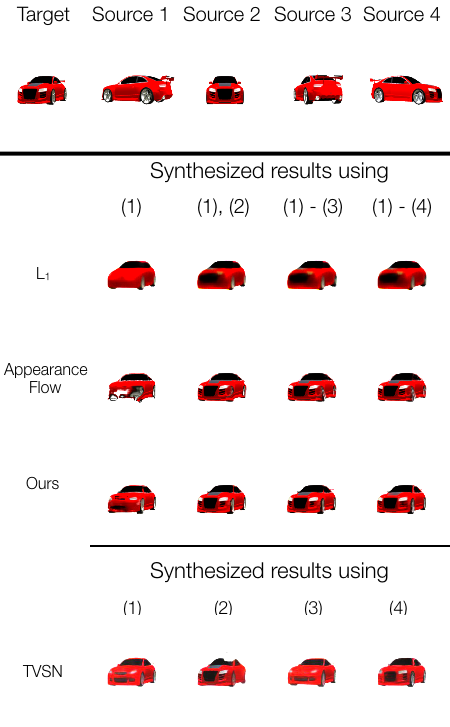 Target Source 1 Source 2 Source 3 Source 4
Synthesized results using
(1) (1), (2) (1) - (3) (1) - (4)
L₁
Appearance
Flow
Ours
Synthesized results using
(1) (2) (3) (4)
TVSN